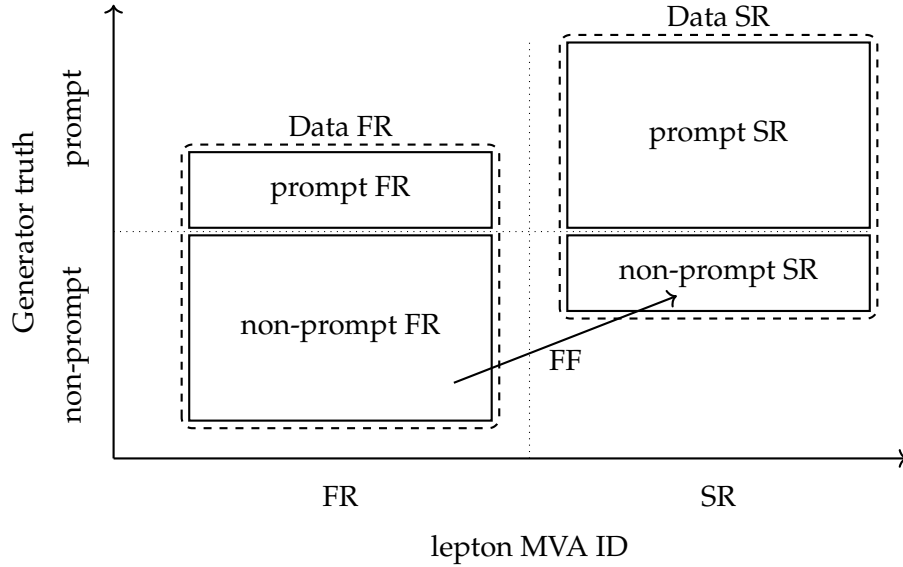 Data SR
Data FR
prompt
prompt SR
prompt FR
Generator truth
non-prompt SR
non-prompt
non-prompt FR
FF
FR
SR
lepton MVA ID